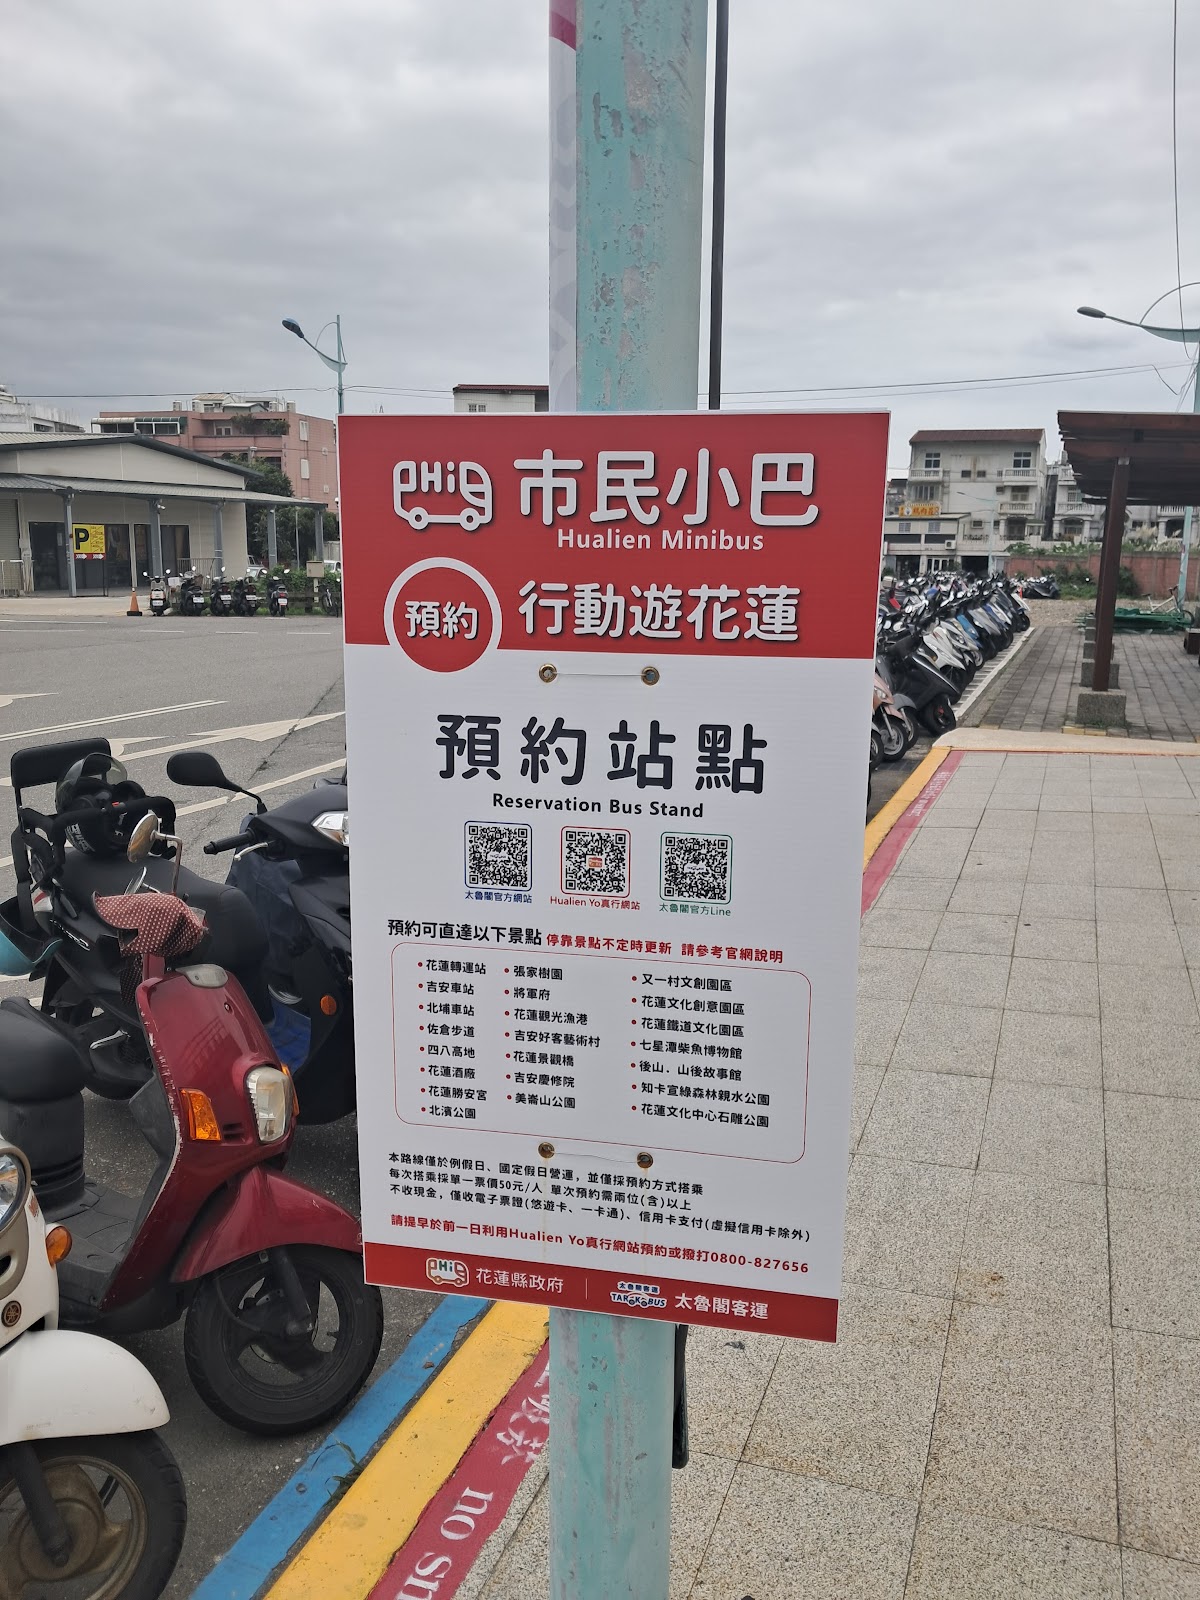 PHiQ 市民小巴
Hualien Minibus
預約 行動遊花蓮
預約站點
Reservation Bus Stand
太魯閣官方網站
Hualien Yo真行網站
太魯閣官方Line
預約可直達以下景點 停靠景點不定時更新 請參考官網說明
•花蓮轉運站
•吉安車站
•北埔車站
•佐倉步道
•四八高地
•花蓮酒廠
•花蓮勝安宮
•北濱公園
•張家樹園
•將軍府
•花蓮觀光漁港
•吉安好客藝術村
•花蓮景觀橋
•吉安慶修院
•美崙山公園
•又一村文創園區
•花蓮文化創意園區
•花蓮鐵道文化園區
•七星潭柴魚博物館
•後山．山後故事館
•知卡宣綠森林親水公園
•花蓮文化中心石雕公園
本路線僅於例假日、國定假日營運，並僅採預約方式搭乘
每次搭乘採單一票價50元/人 單次預約需兩位(含)以上
不收現金，僅收電子票證(悠遊卡、一卡通)、信用卡支付(虛擬信用卡除外)
請提早於前一日利用Hualien Yo真行網站預約或撥打0800-827656
花蓮縣政府
太魯閣客運
TAROKO BUS
太魯閣客運
P
no